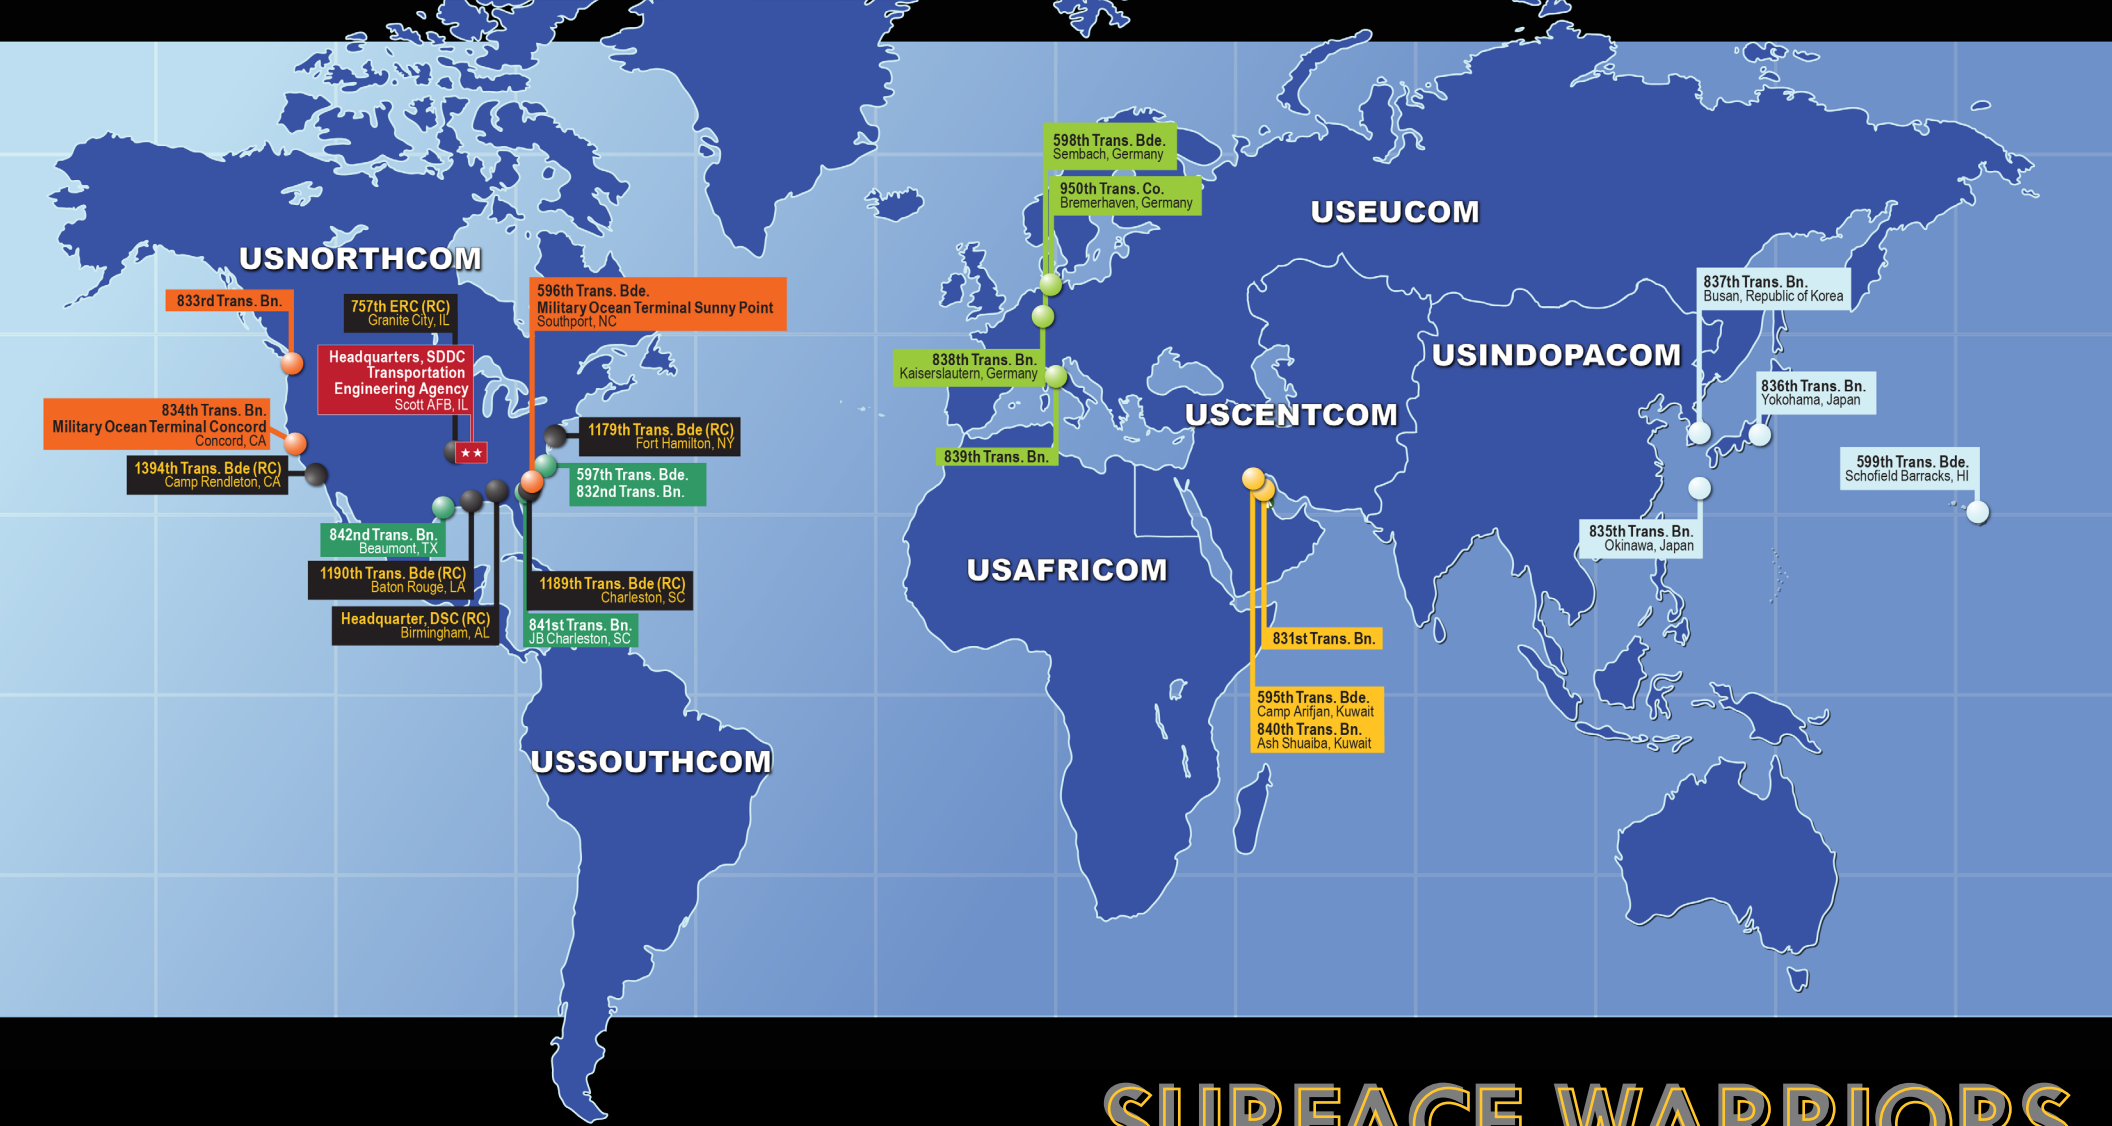 598th Trans. Bde.
Sembach, Germany
950th Trans. Co.
Bremerhaven, Germany
USEUCOM
USNORTHCOM
833rd Trans. Bn.
757th ERC (RC)
Granite City, IL
596th Trans. Bde.
Military Ocean Terminal Sunny Point
Southport, NC
837th Trans. Bn.
Busan, Republic of Korea
Headquarters, SDDC
Transportation
Engineering Agency
Scott AFB, IL
838th Trans. Bn.
Kaiserslautern, Germany
USINDOPACOM
836th Trans. Bn.
Yokohama, Japan
834th Trans. Bn.
Military Ocean Terminal Concord
Concord, CA
USCENTCOM
1179th Trans. Bde (RC)
Fort Hamilton, NY
839th Trans. Bn.
1394th Trans. Bde (RC)
Camp Rendleton, CA
597th Trans. Bde.
832nd Trans. Bn.
599th Trans. Bde.
Schofield Barracks, HI
842nd Trans. Bn.
Beaumont, TX
835th Trans. Bn.
Okinawa, Japan
USAFRICOM
1190th Trans. Bde (RC)
Baton Rouge, LA
1189th Trans. Bde (RC)
Charleston, SC
Headquarter, DSC (RC)
Birmingham, AL
841st Trans. Bn.
JB Charleston, SC
831st Trans. Bn.
595th Trans. Bde.
Camp Arifjan, Kuwait
840th Trans. Bn.
Ash Shuaiba, Kuwait
USSOUTHCOM
SURFACE WARRIORS